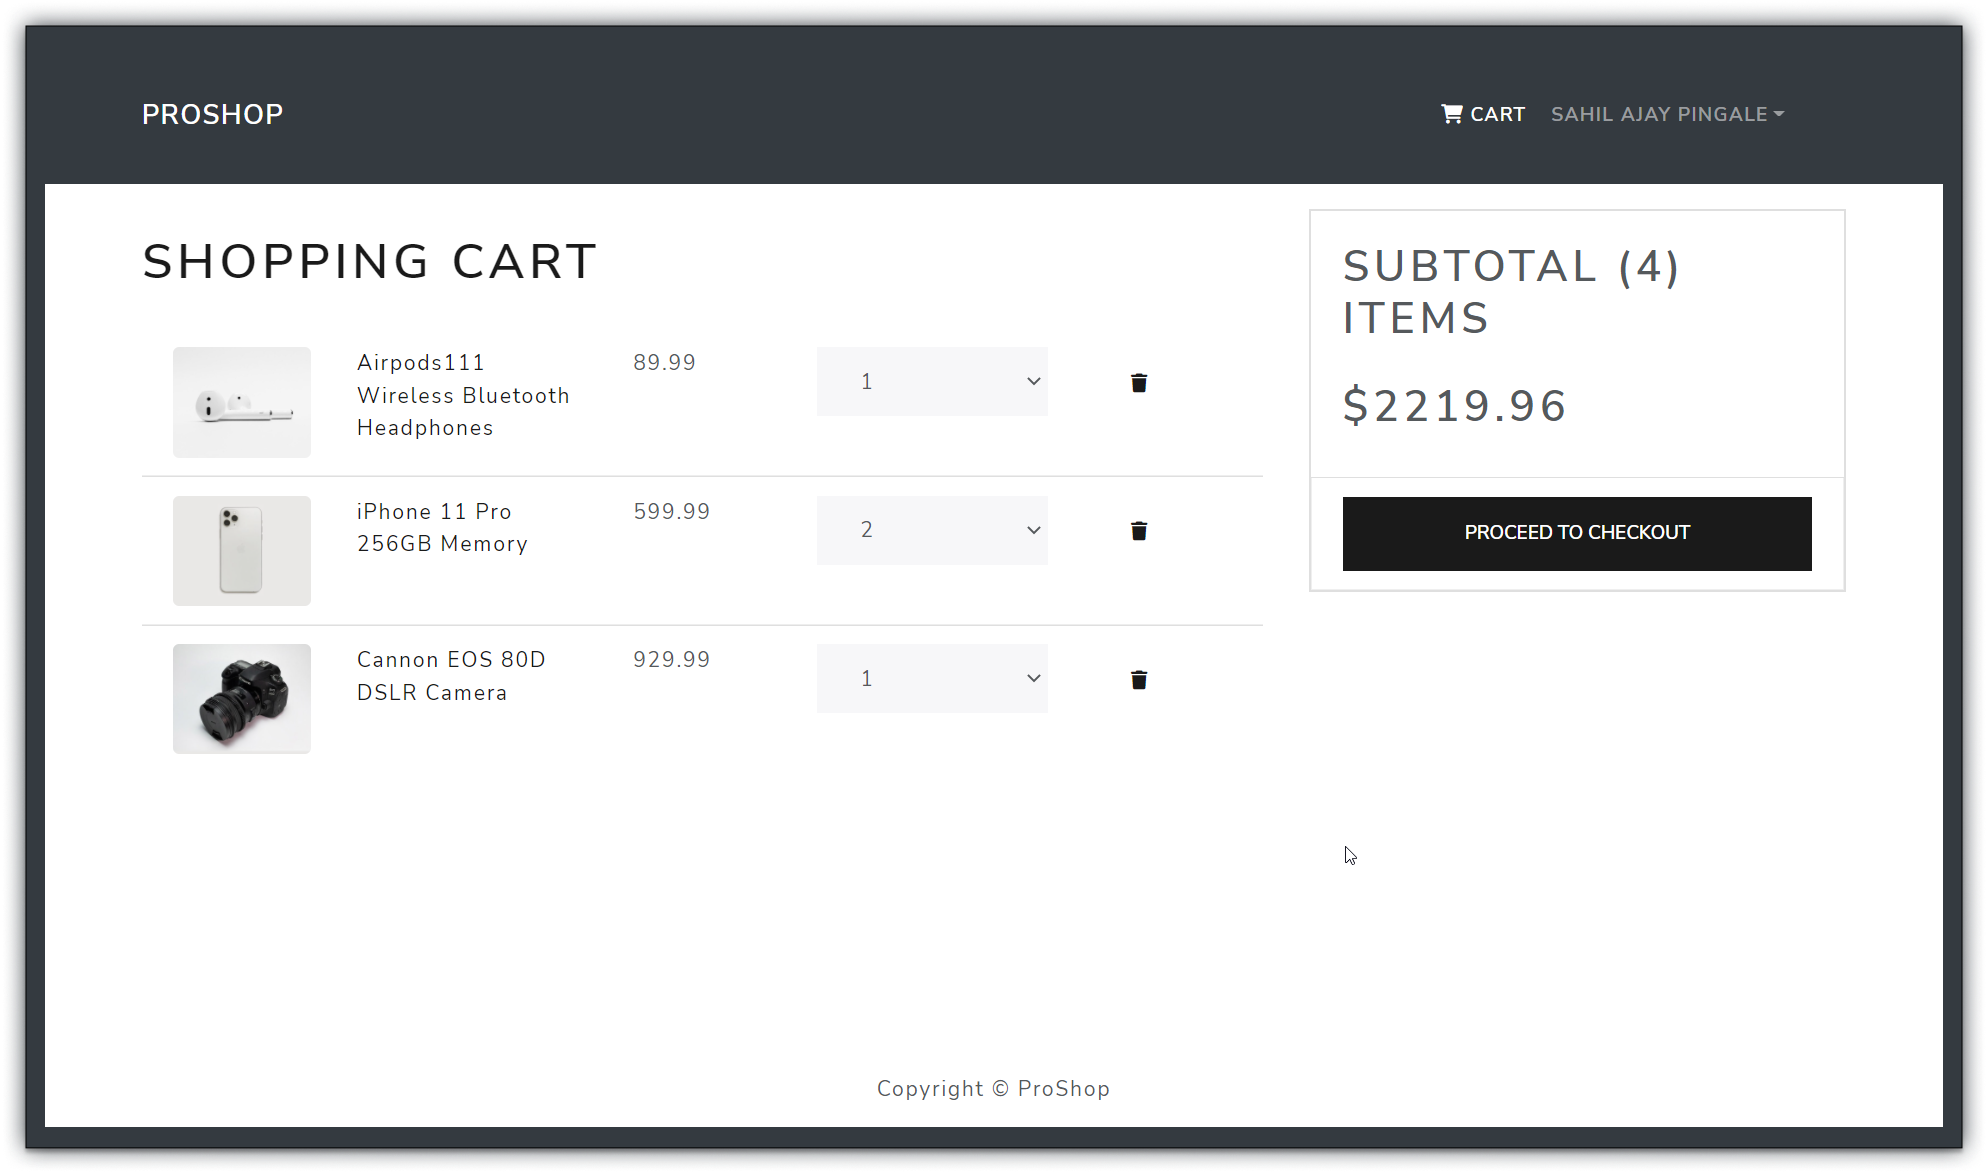 PROSHOP
CART
SAHIL AJAY PINGALE
SHOPPING CART
Airpods111
Wireless Bluetooth
Headphones
89.99
1
iPhone 11 Pro
256GB Memory
599.99
2
Cannon EOS 80D
DSLR Camera
929.99
1
SUBTOTAL (4)
ITEMS
$2219.96
PROCEED TO CHECKOUT
Copyright © ProShop